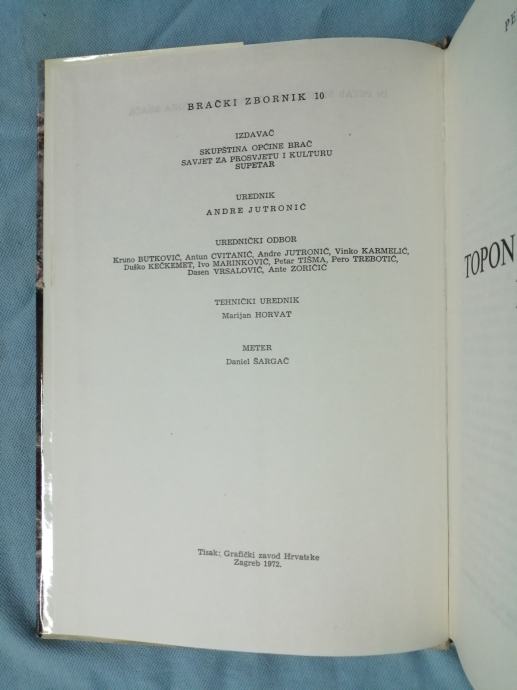 BRAČKI ZBORNIK 10
IZDAVAČ
SKUPŠTINA OPĆINE BRAČ
SAVJET ZA PROSVJETU I KULTURU
SUPETAR
UREDNIK
ANDRE JUTRONIĆ
UREDNIČKI ODBOR
Kruno BUTKOVIĆ, Antun CVITANIĆ, Andre JUTRONIĆ, Vinko KARMELIĆ,
Duško KEČKEMET, Ivo MARINKOVIĆ, Petar TIŠMA, Pero TREBOTIĆ,
Dasen VRSALOVIĆ, Ante ZORIČIĆ
TEHNIČKI UREDNIK
Marijan HORVAT
METER
Daniel ŠARGAČ
Tisak: Grafički zavod Hrvatske
Zagreb 1972.
PE
TOPON